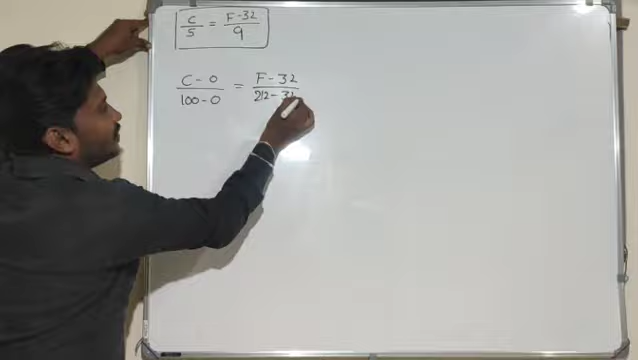 C/5 = F-32/9
C-0/100-0 = F-32/212-32